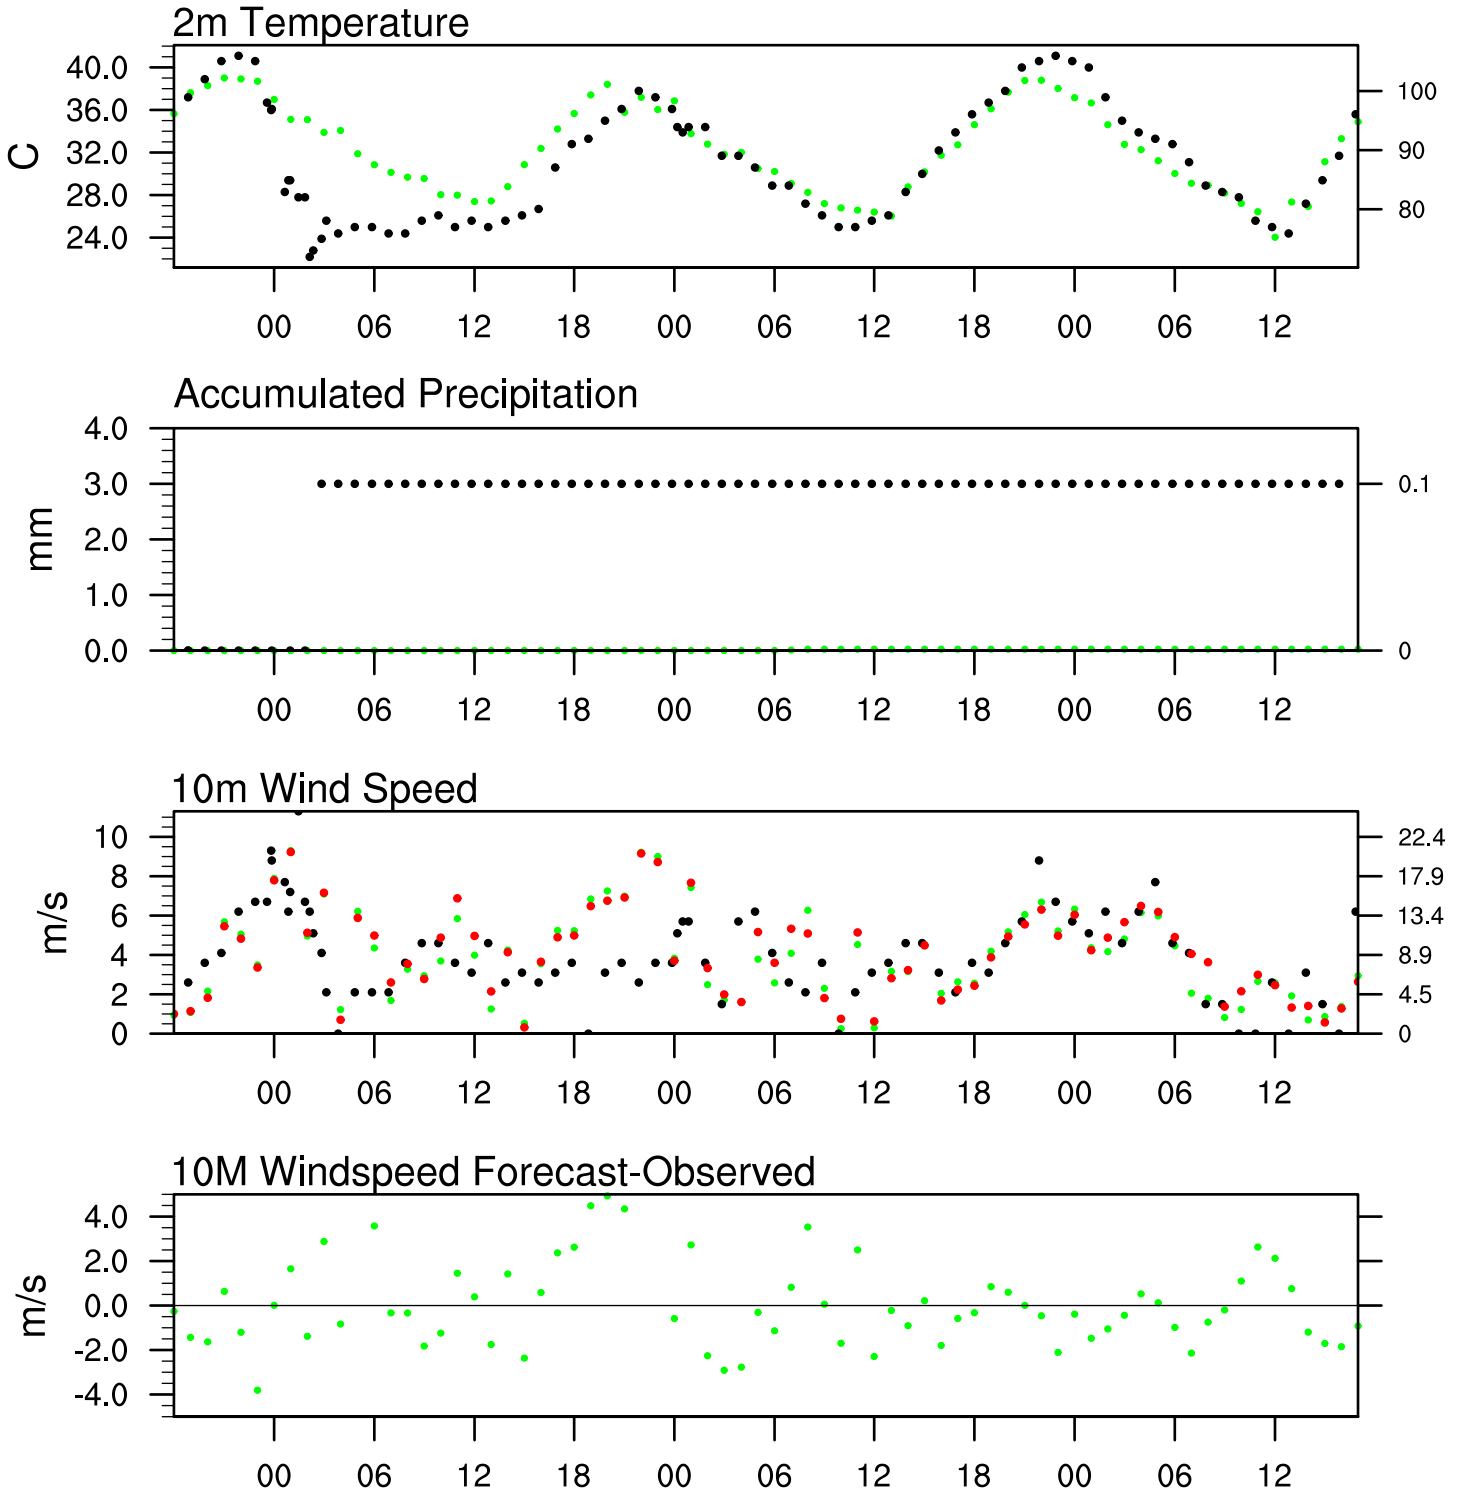 2m Temperature
40.0
36.0
32.0
28.0
24.0
C
100
90
80
00 06 12 18 00 06 12 18 00 06 12
Accumulated Precipitation
4.0
3.0
2.0
1.0
0.0
mm
0.1
0
00 06 12 18 00 06 12 18 00 06 12
10m Wind Speed
10
8
6
4
2
0
m/s
22.4
17.9
13.4
8.9
4.5
0
00 06 12 18 00 06 12 18 00 06 12
10M Windspeed Forecast-Observed
4.0
2.0
0.0
-2.0
-4.0
m/s
00 06 12 18 00 06 12 18 00 06 12